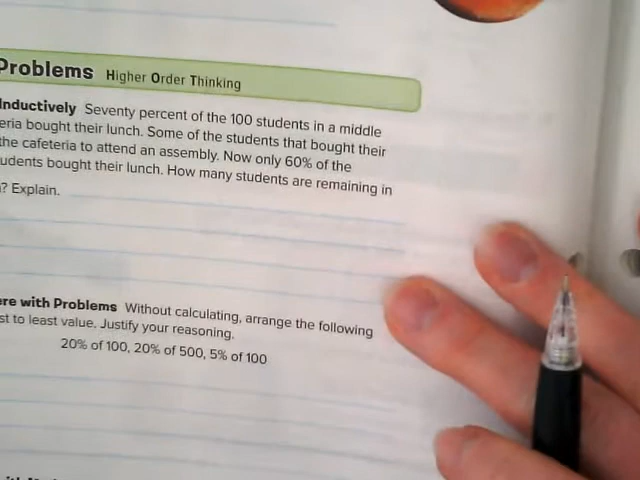 Problems Higher Order Thinking
Inductively Seventy percent of the 100 students in a middle
eria bought their lunch. Some of the students that bought their
the cafeteria to attend an assembly. Now only 60% of the
udents bought their lunch. How many students are remaining in
? Explain.
ere with Problems Without calculating, arrange the following
st to least value. Justify your reasoning.
20% of 100, 20% of 500, 5% of 100